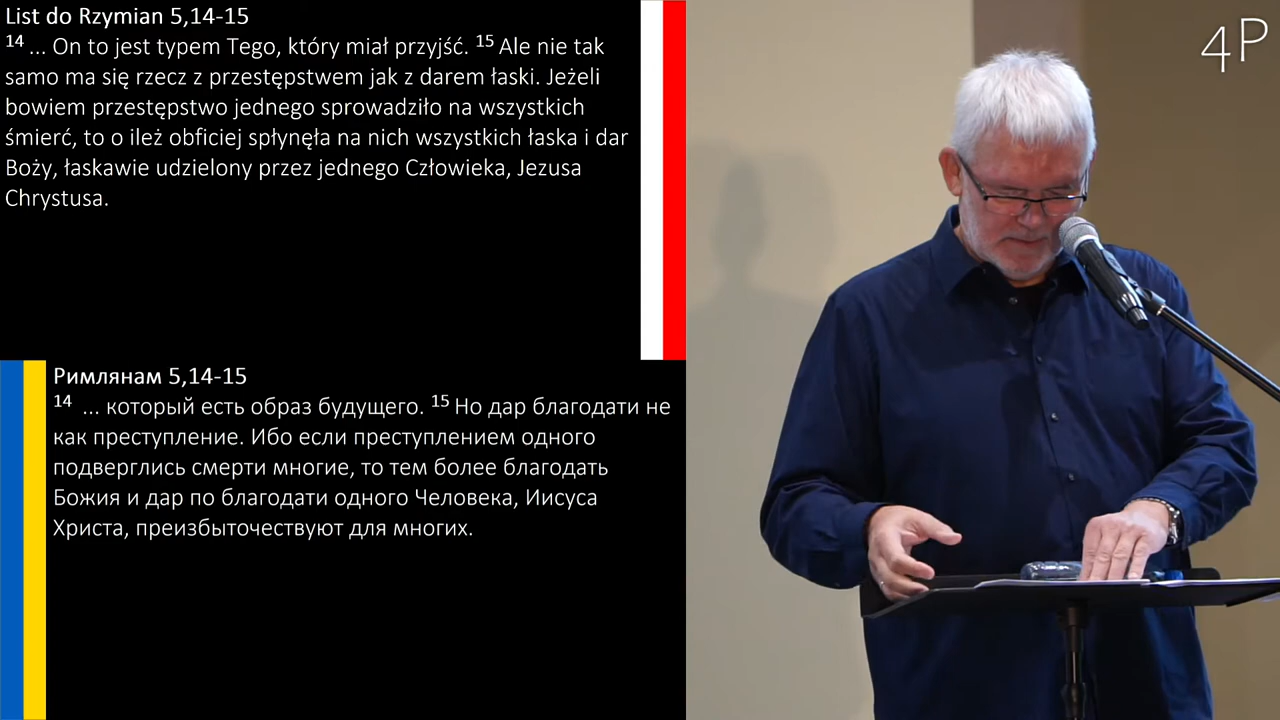 List do Rzymian 5,14-15
14 ... On to jest typem Tego, który miał przyjść. 15 Ale nie tak
samo ma się rzecz z przestępstwem jak z darem łaski. Jeżeli
bowiem przestępstwo jednego sprowadziło na wszystkich
śmierć, to o ileż obficiej spłynęła na nich wszystkich łaska i dar
Boży, łaskawie udzielony przez jednego Człowieka, Jezusa
Chrystusa.
4P
Римлянам 5,14-15
14 ... который есть образ будущего. 15 Но дар благодати не
как преступление. Ибо если преступлением одного
подверглись смерти многие, то тем более благодать
Божия и дар по благодати одного Человека, Иисуса
Христа, преизбыточествуют для многих.